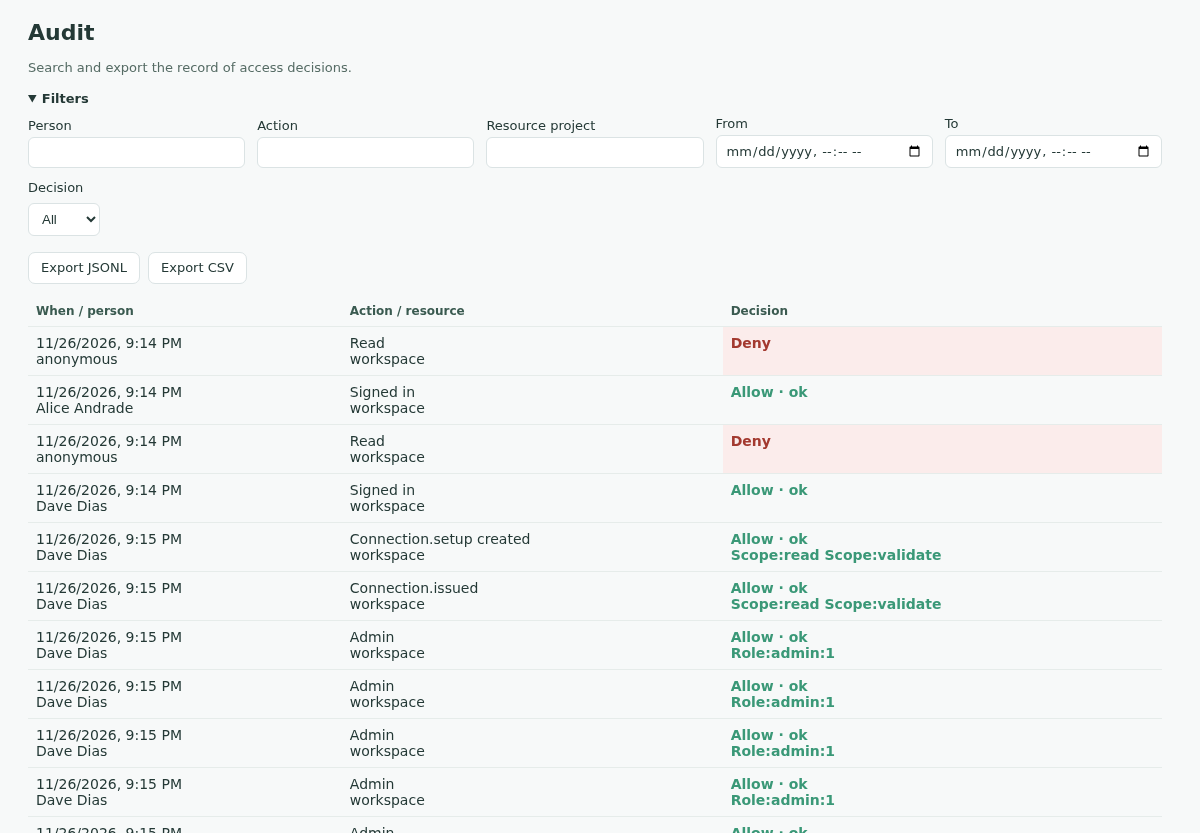 Audit
Search and export the record of access decisions.
▼ Filters
Person
Action
Resource project
From
To
mm/dd/yyyy, --:-- --
mm/dd/yyyy, --:-- --
Decision
All
Export JSONL
Export CSV
When / person
Action / resource
Decision
11/26/2026, 9:14 PM
anonymous
Read
workspace
Deny
11/26/2026, 9:14 PM
Alice Andrade
Signed in
workspace
Allow · ok
11/26/2026, 9:14 PM
anonymous
Read
workspace
Deny
11/26/2026, 9:14 PM
Dave Dias
Signed in
workspace
Allow · ok
11/26/2026, 9:15 PM
Dave Dias
Connection.setup created
workspace
Allow · ok
Scope:read Scope:validate
11/26/2026, 9:15 PM
Dave Dias
Connection.issued
workspace
Allow · ok
Scope:read Scope:validate
11/26/2026, 9:15 PM
Dave Dias
Admin
workspace
Allow · ok
Role:admin:1
11/26/2026, 9:15 PM
Dave Dias
Admin
workspace
Allow · ok
Role:admin:1
11/26/2026, 9:15 PM
Dave Dias
Admin
workspace
Allow · ok
Role:admin:1
11/26/2026, 9:15 PM
Dave Dias
Admin
workspace
Allow · ok
Role:admin:1
11/26/2026, 9:15 PM
Admin
Allow · ok